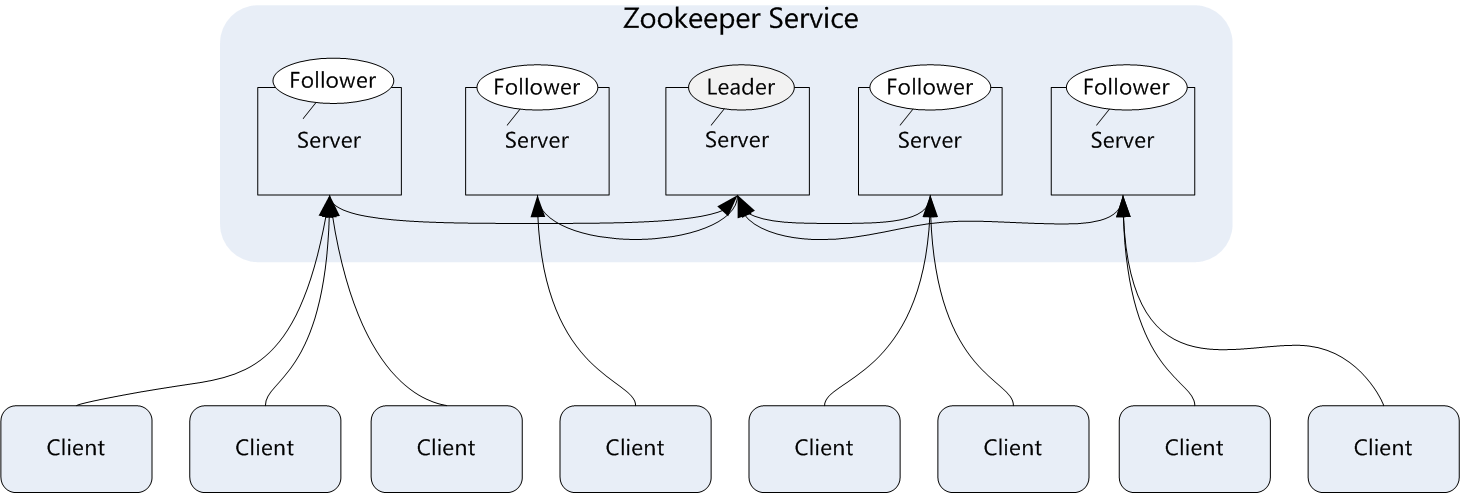 Zookeeper Service
Follower
Follower
Leader
Follower
Follower
Server
Server
Server
Server
Server
Client
Client
Client
Client
Client
Client
Client
Client